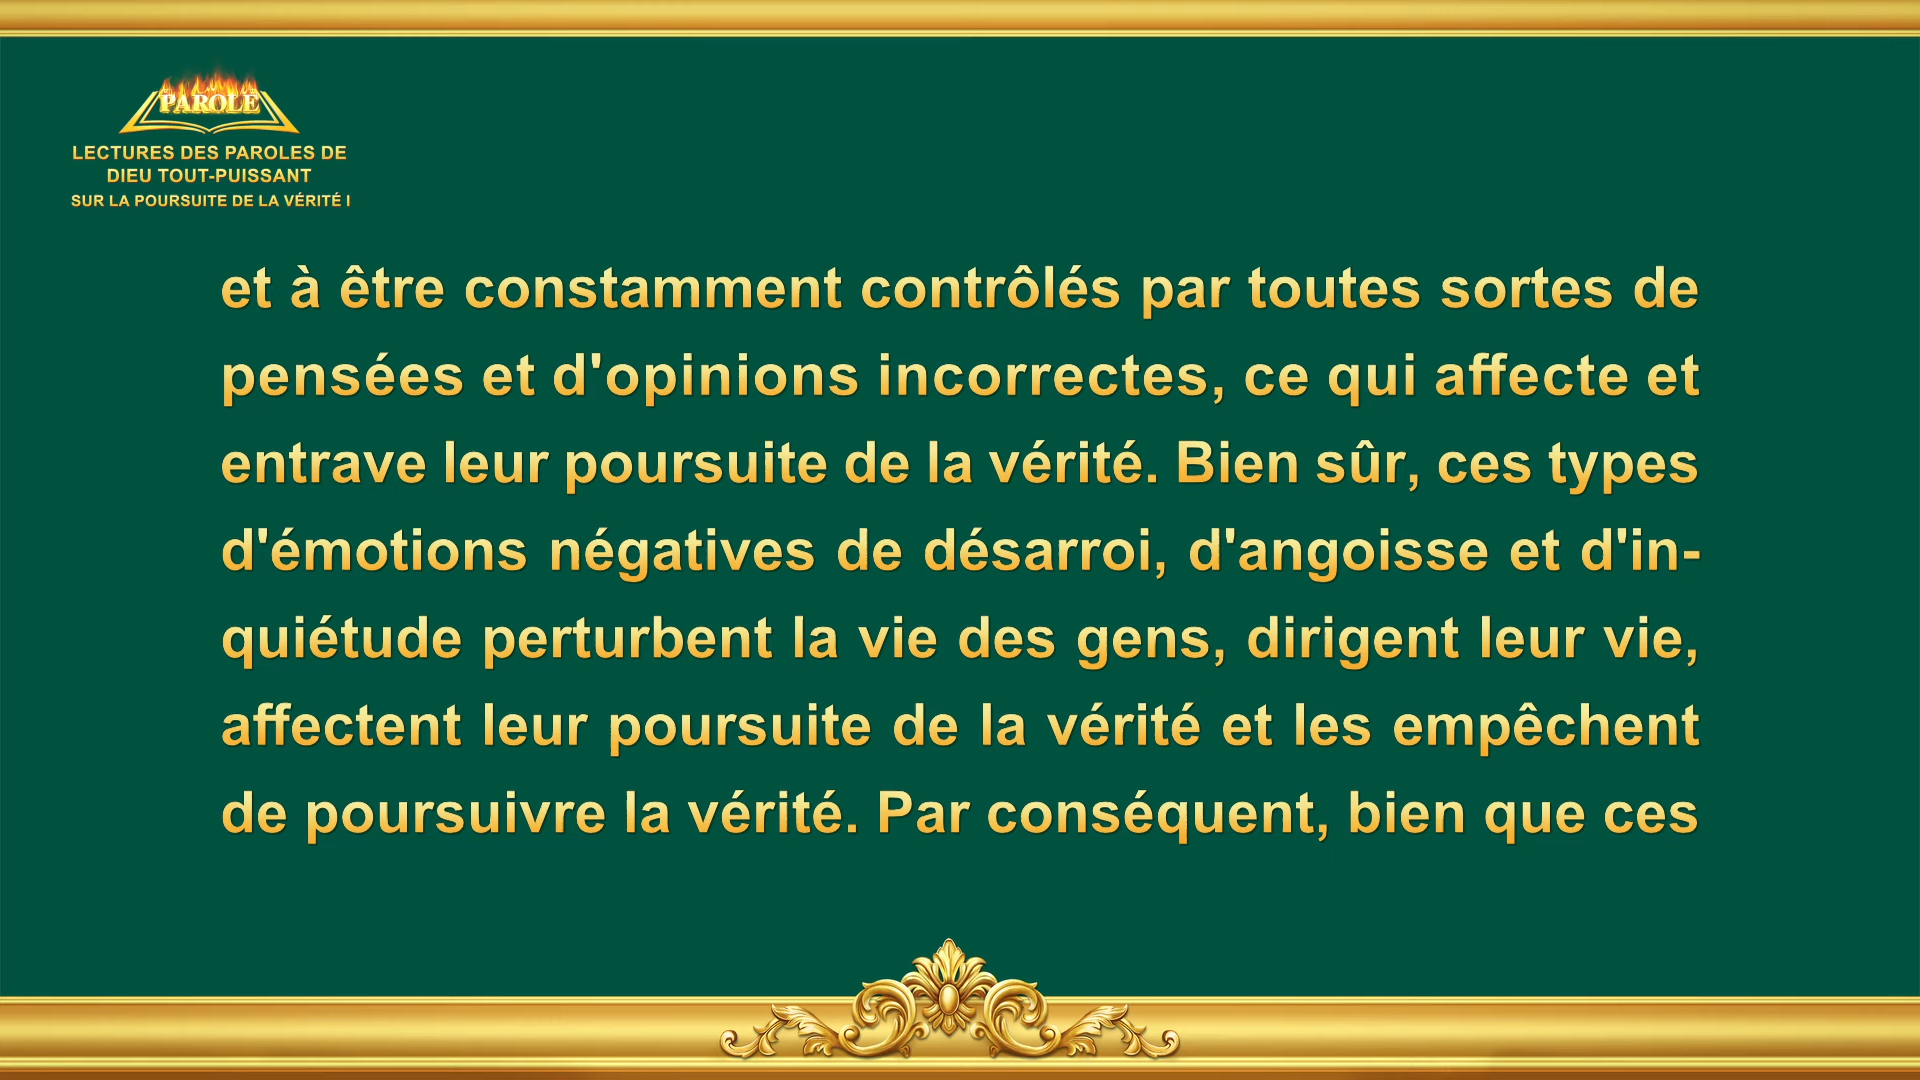 PAROLE
LECTURES DES PAROLES DE
DIEU TOUT-PUISSANT
SUR LA POURSUITE DE LA VÉRITÉ I
et à être constamment contrôlés par toutes sortes de
pensées et d'opinions incorrectes, ce qui affecte et
entrave leur poursuite de la vérité. Bien sûr, ces types
d'émotions négatives de désarroi, d'angoisse et d'in-
quiétude perturbent la vie des gens, dirigent leur vie,
affectent leur poursuite de la vérité et les empêchent
de poursuivre la vérité. Par conséquent, bien que ces